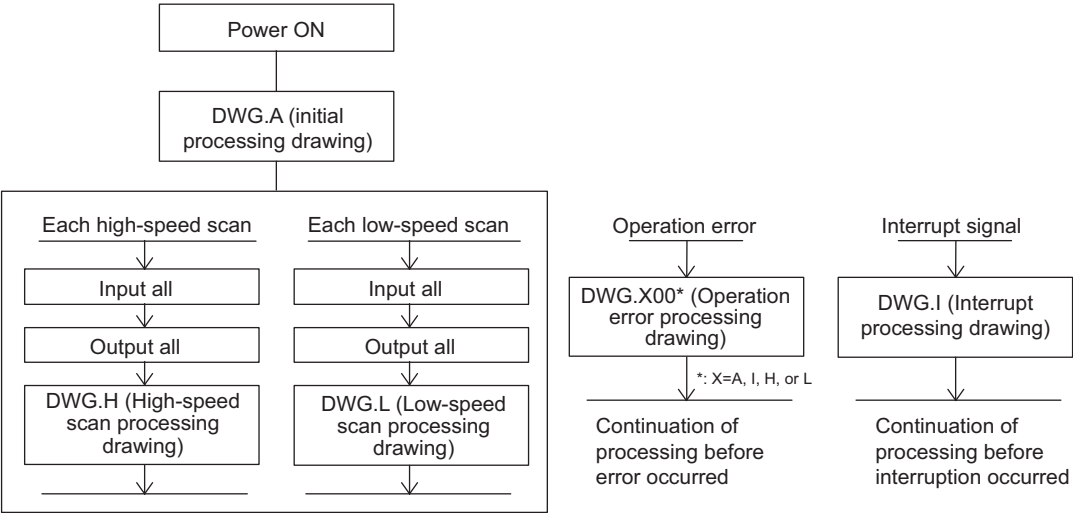 Power ON
DWG.A (initial
processing drawing)
Each high-speed scan
Input all
Output all
DWG.H (High-speed
scan processing
drawing)
Each low-speed scan
Input all
Output all
DWG.L (Low-speed
scan processing
drawing)
Operation error
DWG.X00* (Operation
error processing
drawing)
*: X=A, I, H, or L
Continuation of
processing before
error occurred
Interrupt signal
DWG.I (Interrupt
processing drawing)
Continuation of
processing before
interruption occurred